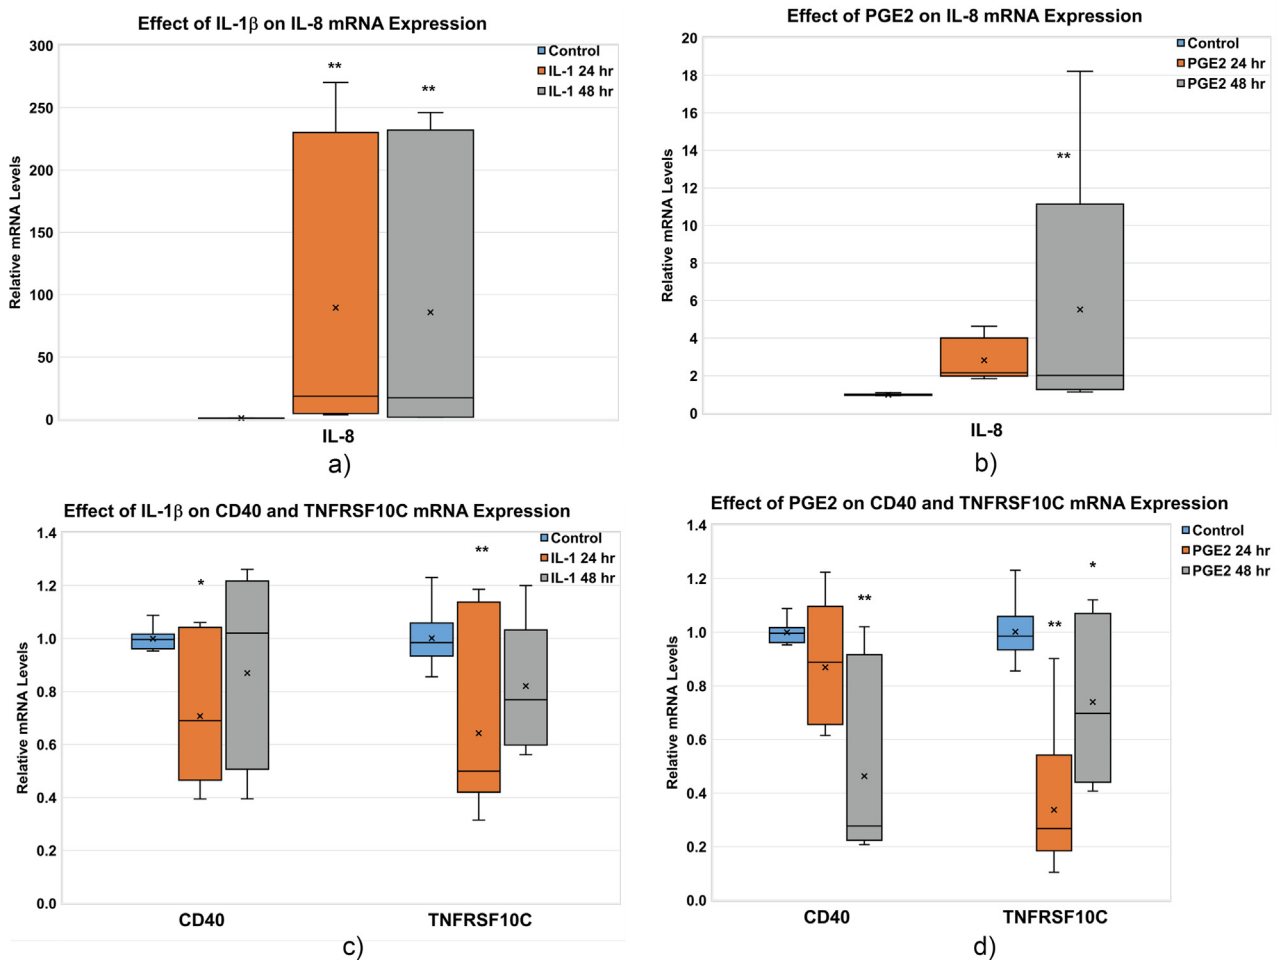 Effect of IL-1β on IL-8 mRNA Expression
300
250
200
150
100
50
0
Relative mRNA Levels
Control
IL-1 24 hr
IL-1 48 hr
**
**
IL-8
a)
Effect of PGE2 on IL-8 mRNA Expression
20
18
16
14
12
10
8
6
4
2
0
Relative mRNA Levels
Control
PGE2 24 hr
PGE2 48 hr
**
IL-8
b)
Effect of IL-1β on CD40 and TNFRSF10C mRNA Expression
1.4
1.2
1.0
0.8
0.6
0.4
0.2
0.0
Relative mRNA Levels
Control
IL-1 24 hr
IL-1 48 hr
*
**
CD40
TNFRSF10C
c)
Effect of PGE2 on CD40 and TNFRSF10C mRNA Expression
1.4
1.2
1.0
0.8
0.6
0.4
0.2
0.0
Relative mRNA Levels
Control
PGE2 24 hr
PGE2 48 hr
**
**
*
CD40
TNFRSF10C
d)